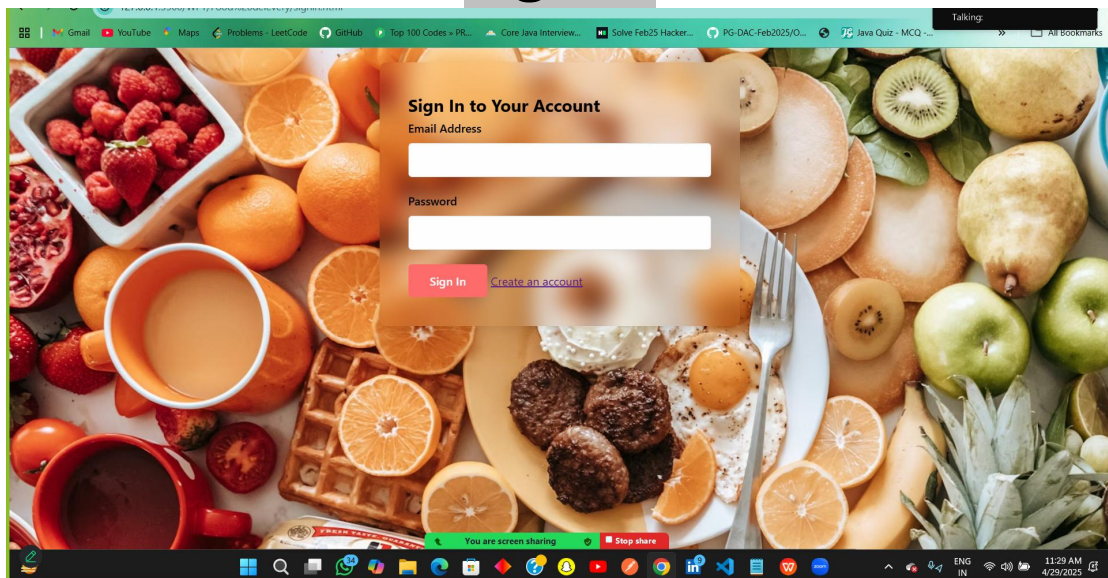 Talking:
Gmail YouTube Maps Problems - LeetCode GitHub Top 100 Codes » PR... Core Java Interview... Solve Feb25 Hacker... PG-DAC-Feb2025/O... Java Quiz - MCQ -... » All Bookmarks
Sign In to Your Account
Email Address
Password
Sign In Create an account
FRESH TASTE
You are screen sharing Stop share
ENG 11:29 AM
IN 4/29/2025